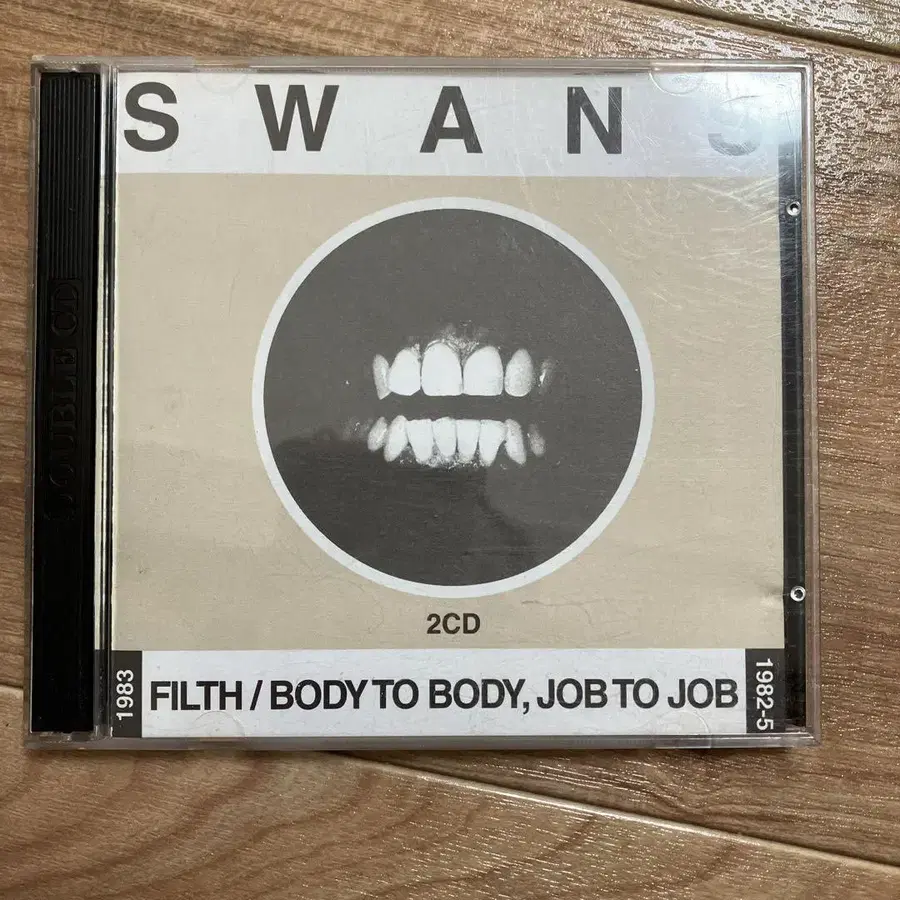 SWANS
DOUBLE CD
2CD
1983
FILTH / BODY TO BODY, JOB TO JOB
1982-5